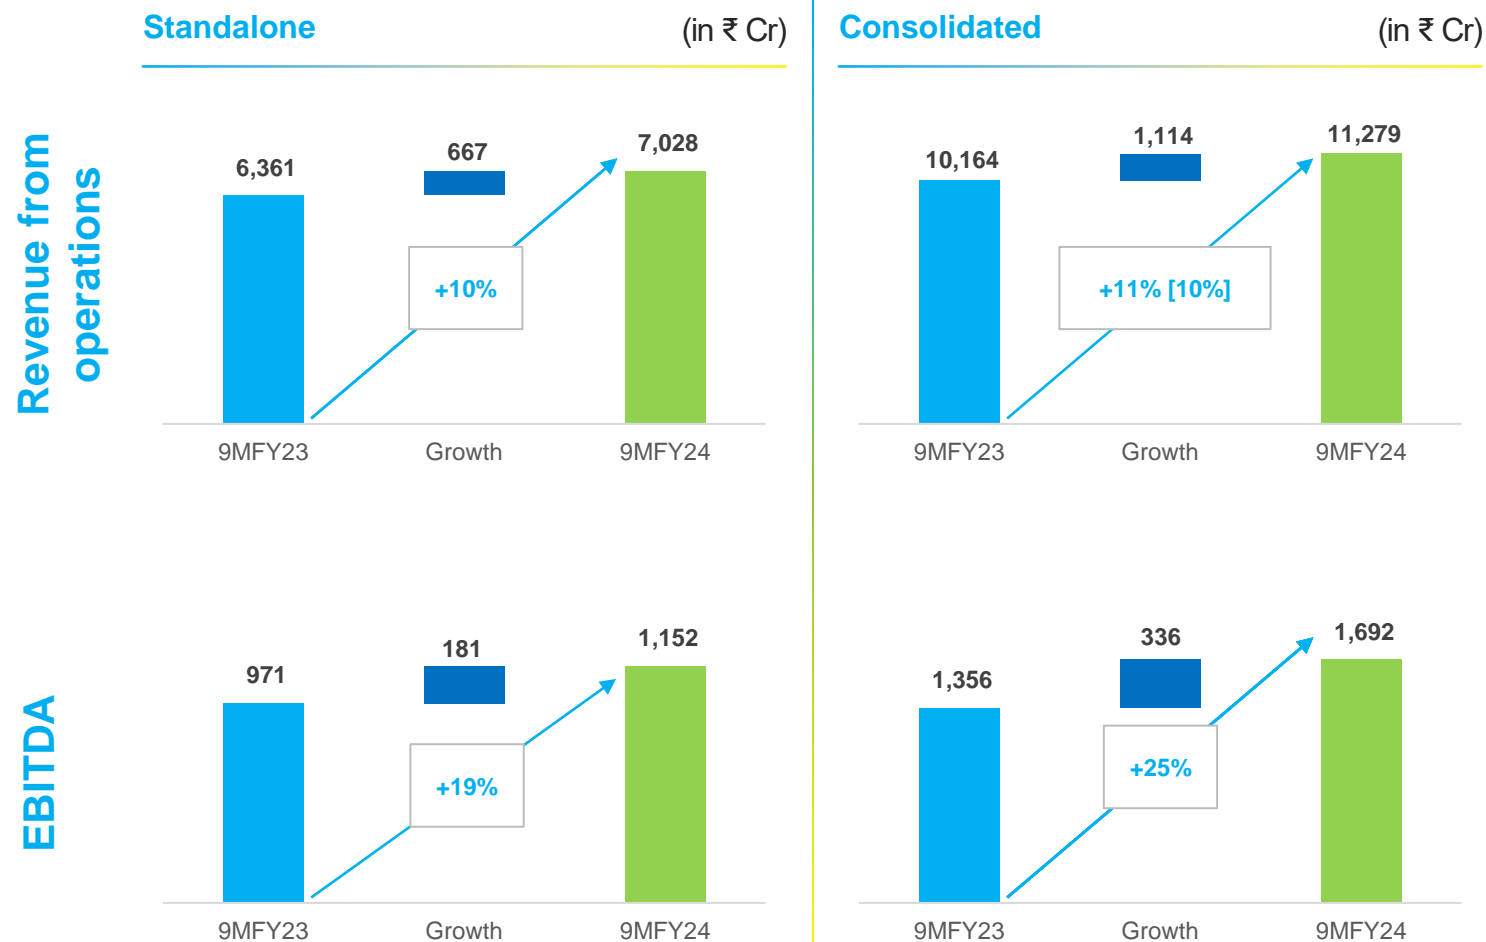 Standalone
(in ₹ Cr)
Consolidated
(in ₹ Cr)
Revenue from
operations
6,361
667
7,028
+10%
9MFY23
Growth
9MFY24
10,164
1,114
11,279
+11% [10%]
9MFY23
Growth
9MFY24
EBITDA
971
181
1,152
+19%
9MFY23
Growth
9MFY24
1,356
336
1,692
+25%
9MFY23
Growth
9MFY24